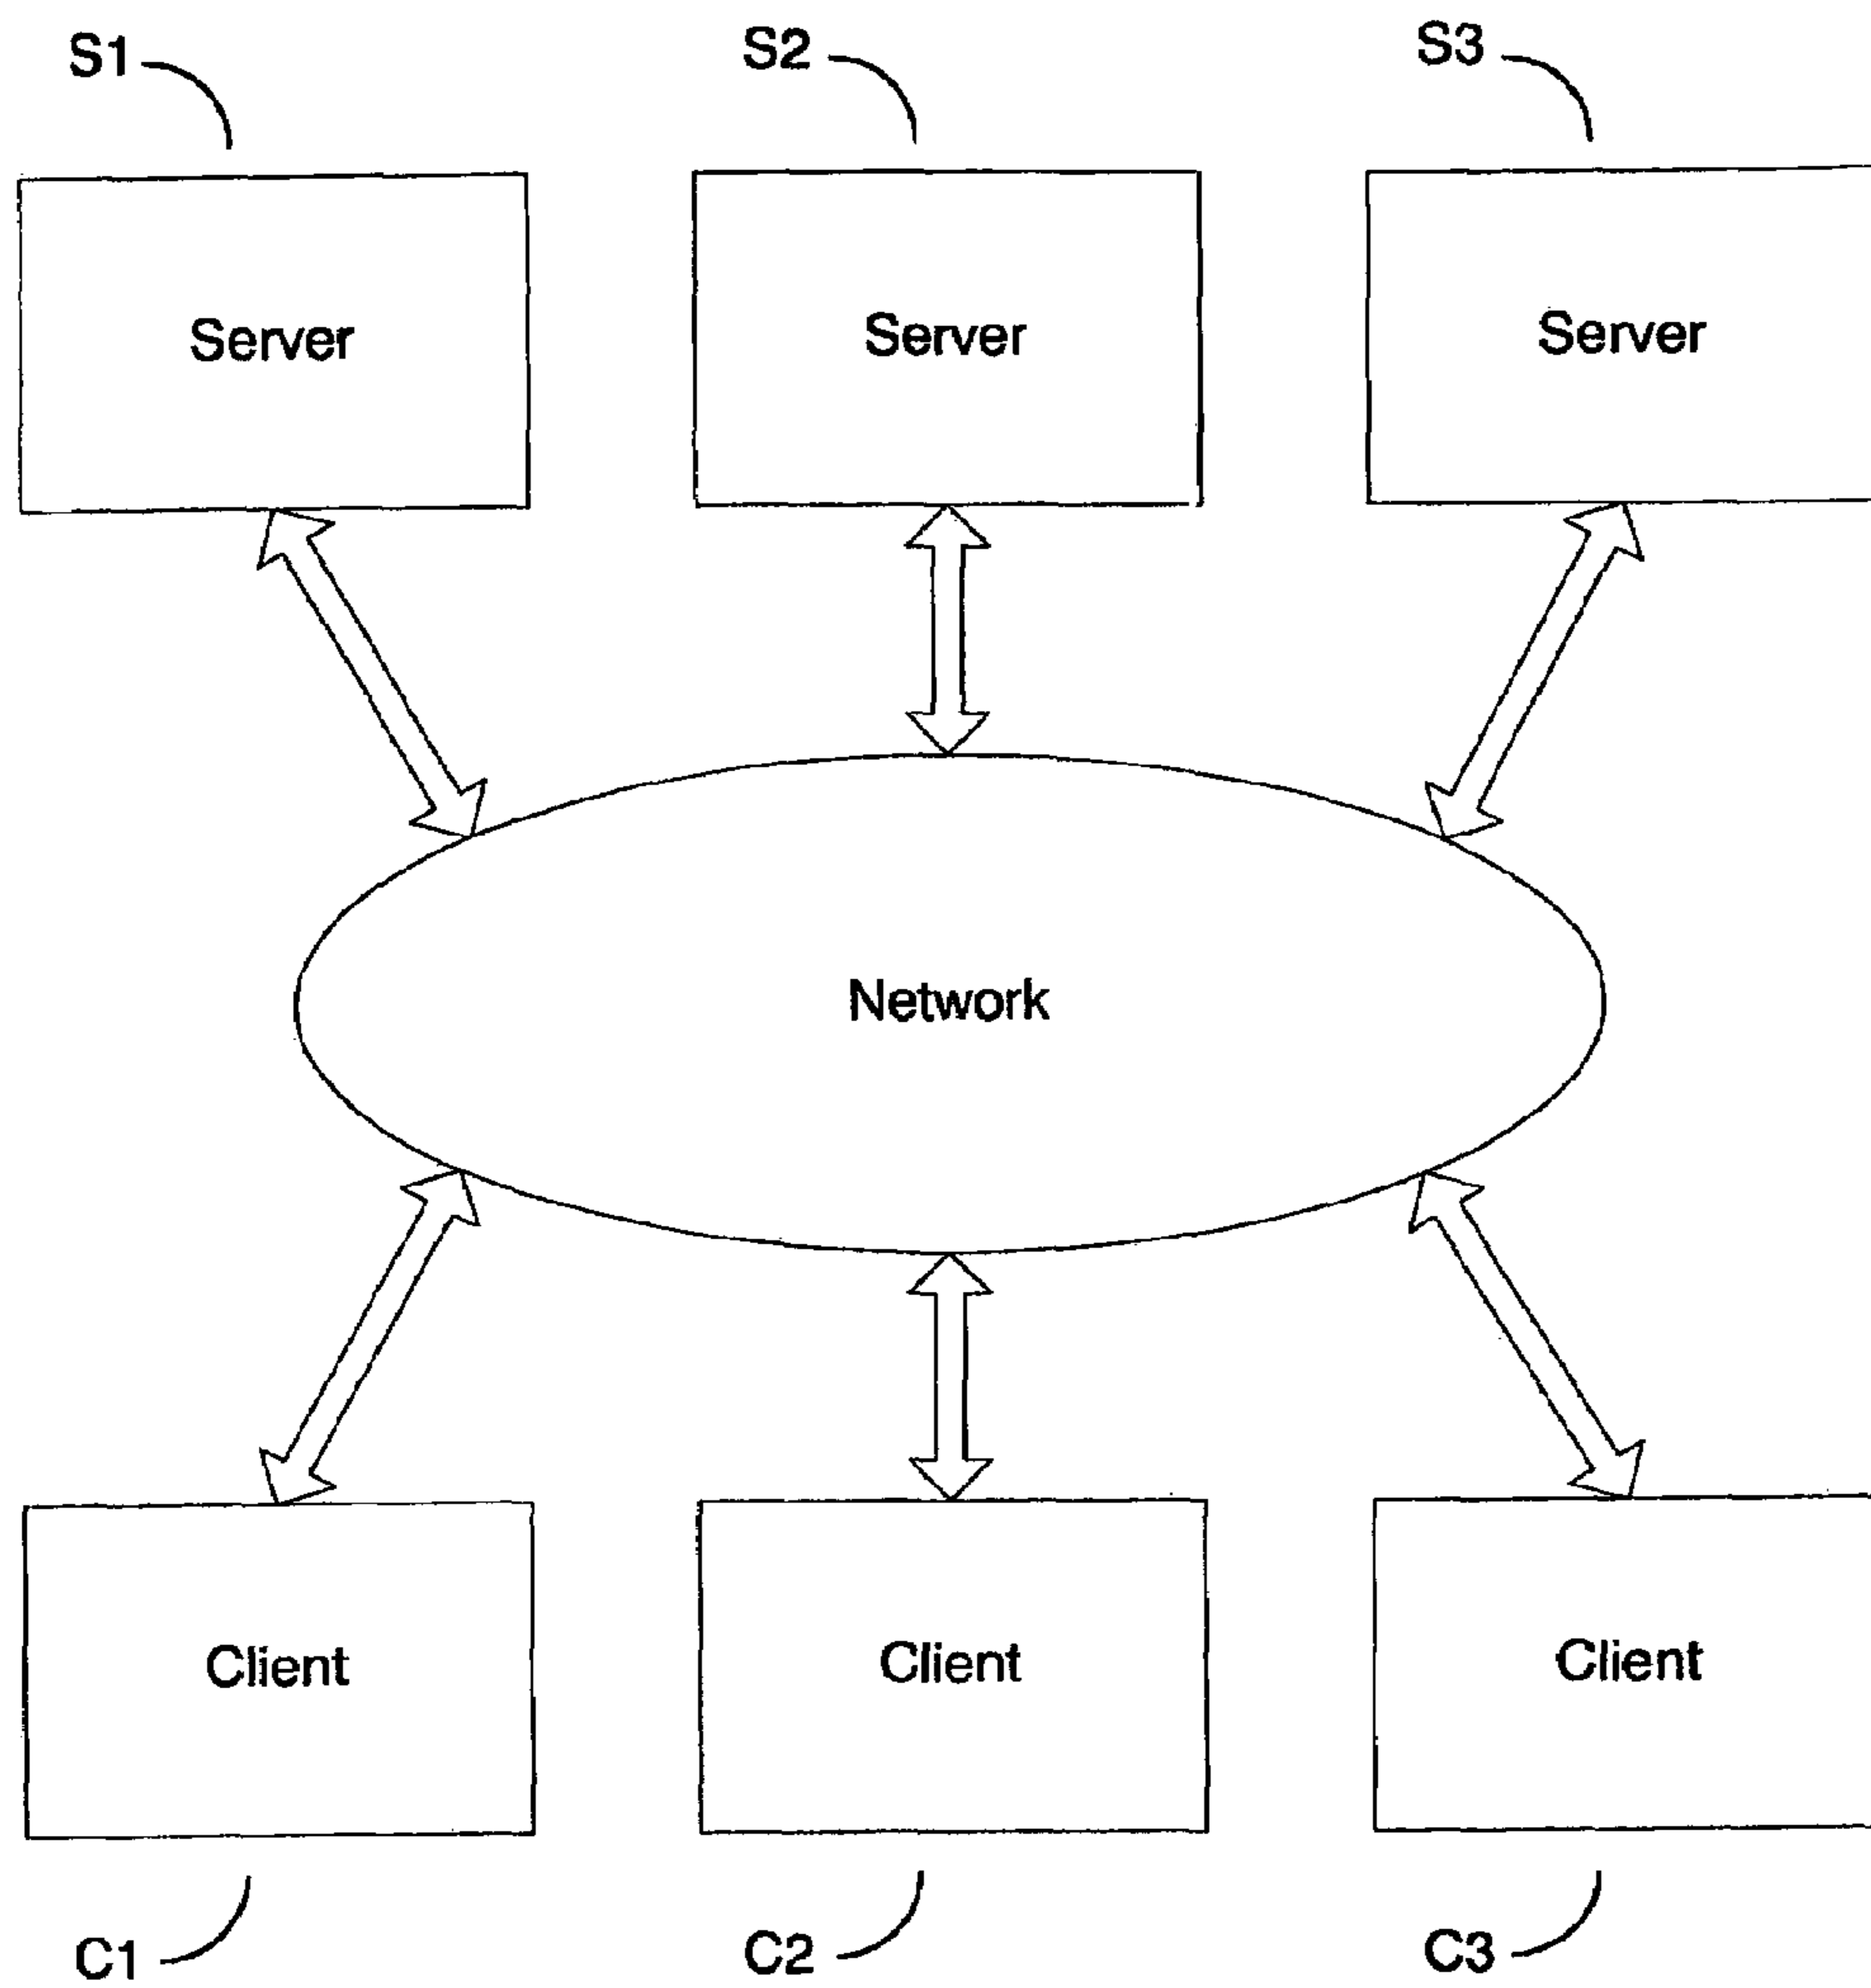 S1
S2
S3
Server
Server
Server
Network
Client
Client
Client
C1
C2
C3